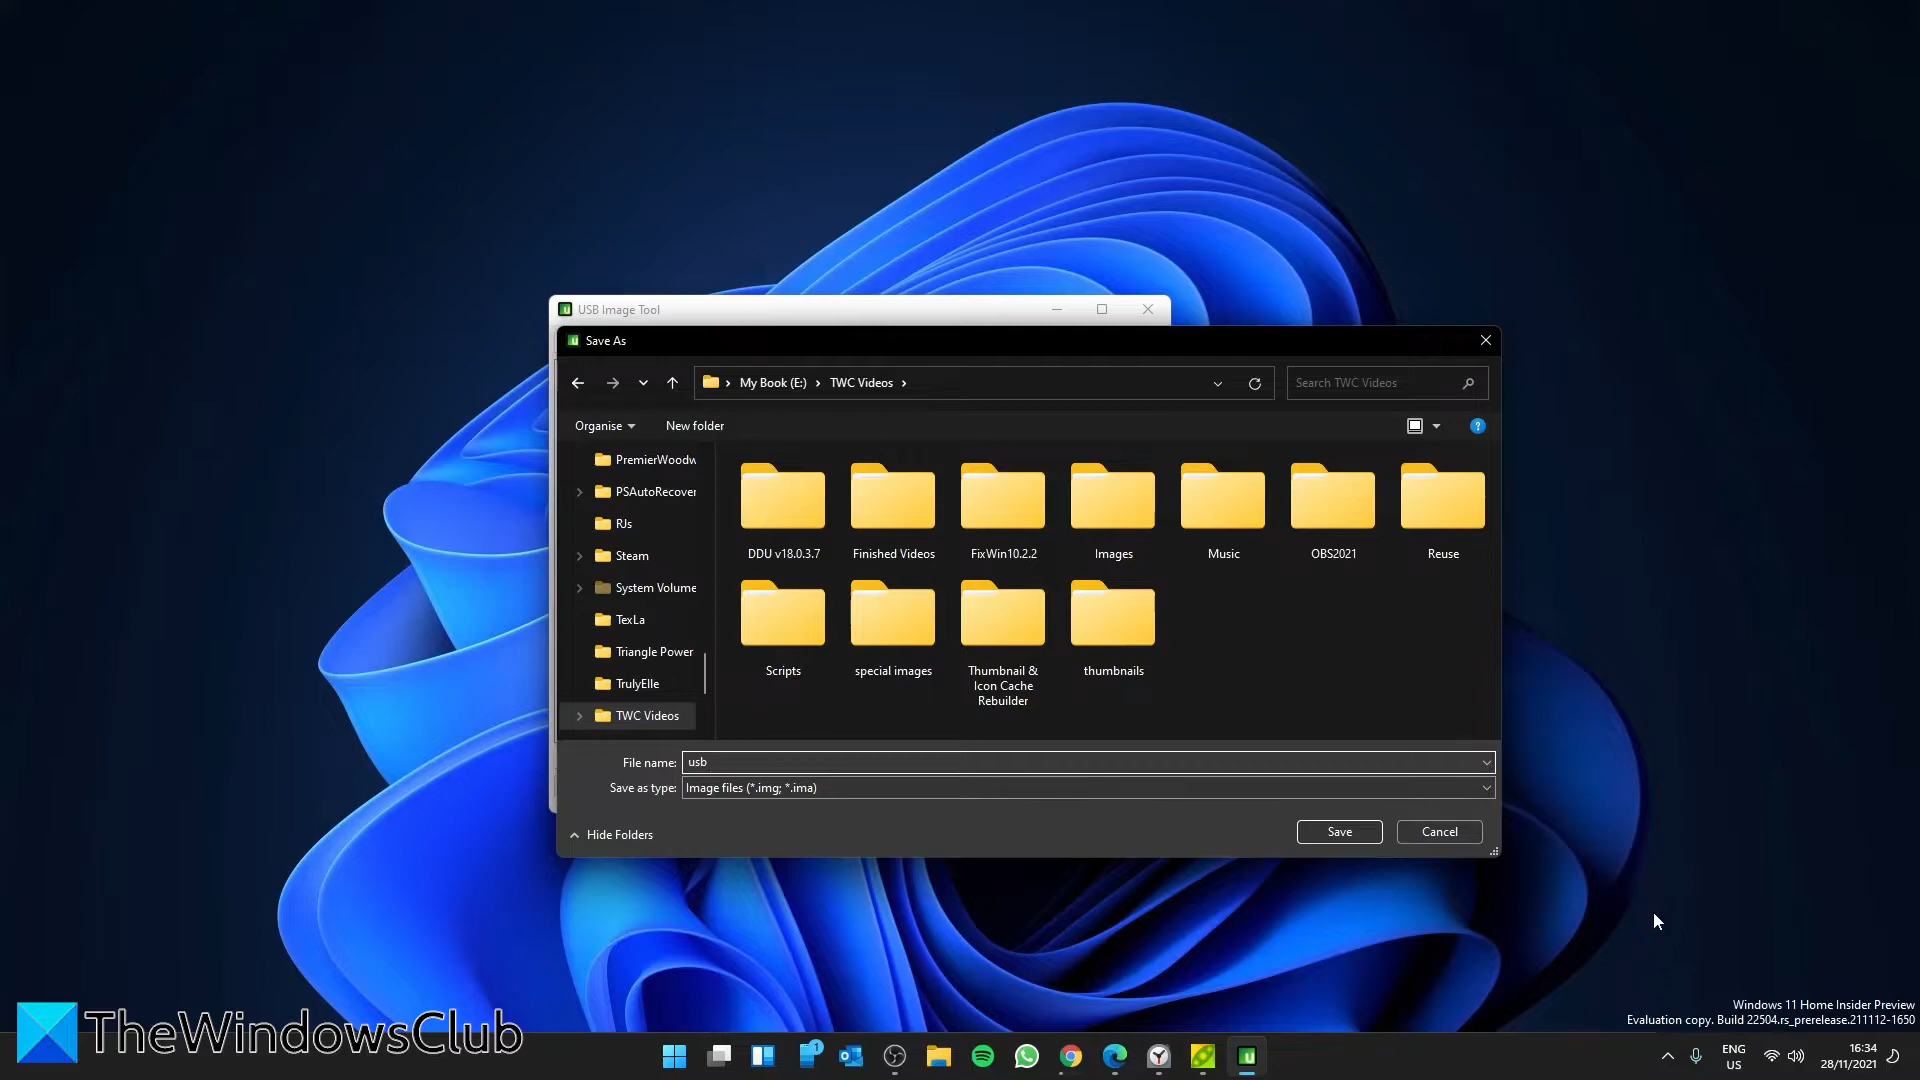 USB Image Tool
Save As
My Book (E:)
TWC Videos
Search TWC Videos
Organise
New folder
PremierWoodw
PSAutoRecover
RJs
Steam
System Volume
TexLa
Triangle Power
TrulyElle
TWC Videos
DDU v18.0.3.7
Finished Videos
FixWin10.2.2
Images
Music
OBS2021
Reuse
Scripts
special images
Thumbnail &
Icon Cache
Rebuilder
thumbnails
File name: usb
Save as type: Image files (*.img; *.ima)
Hide Folders
Save
Cancel
Windows 11 Home Insider Preview
Evaluation copy. Build 22504.rs_prerelease.211112-1650
TheWindowsClub
1
ENG
US
16:34
28/11/2021